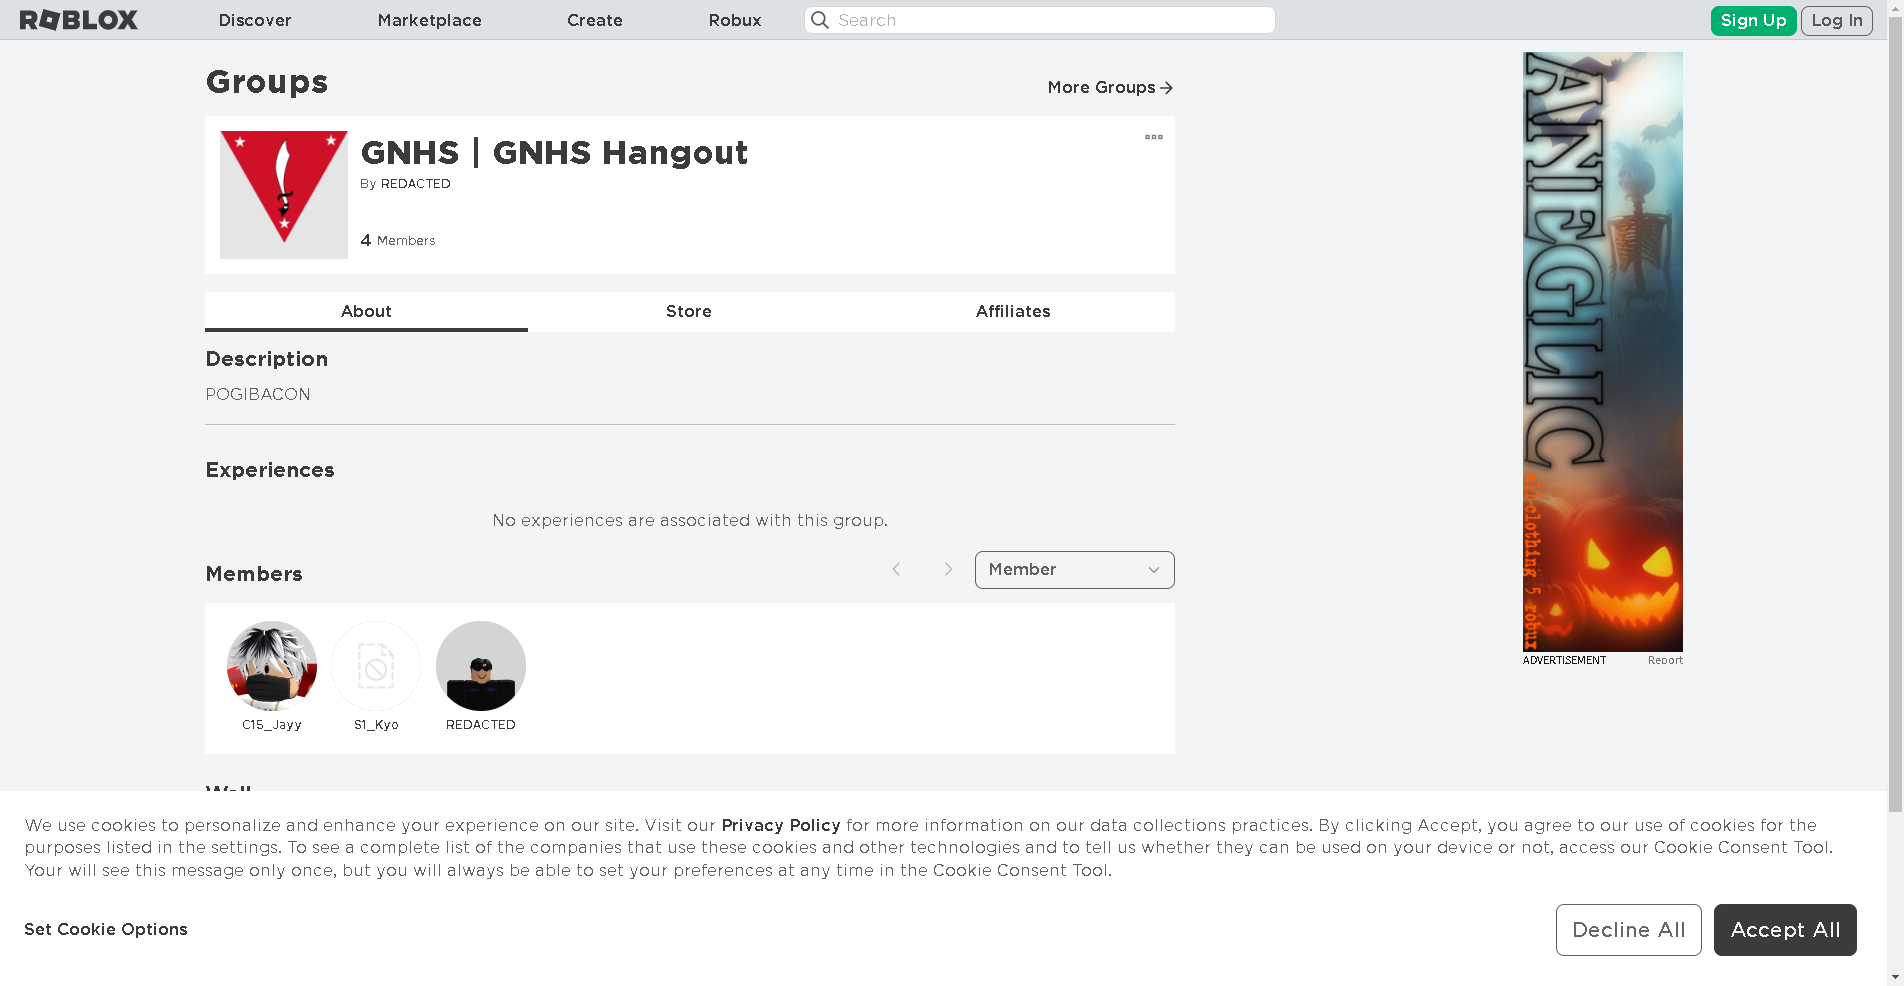 ROBLOX
Discover
Marketplace
Create
Robux
Search
Sign Up
Log In
Groups
More Groups
GNHS | GNHS Hangout
By REDACTED
4 Members
About
Store
Affiliates
Description
POGIBACON
Experiences
No experiences are associated with this group.
Members
Member
C15_Jayy
S1_Kyo
REDACTED
ANEGLIC
all clothing 5 robux
ADVERTISEMENT
Report
Wall
We use cookies to personalize and enhance your experience on our site. Visit our Privacy Policy for more information on our data collections practices. By clicking Accept, you agree to our use of cookies for the
purposes listed in the settings. To see a complete list of the companies that use these cookies and other technologies and to tell us whether they can be used on your device or not, access our Cookie Consent Tool.
Your will see this message only once, but you will always be able to set your preferences at any time in the Cookie Consent Tool.
Set Cookie Options
Decline All
Accept All